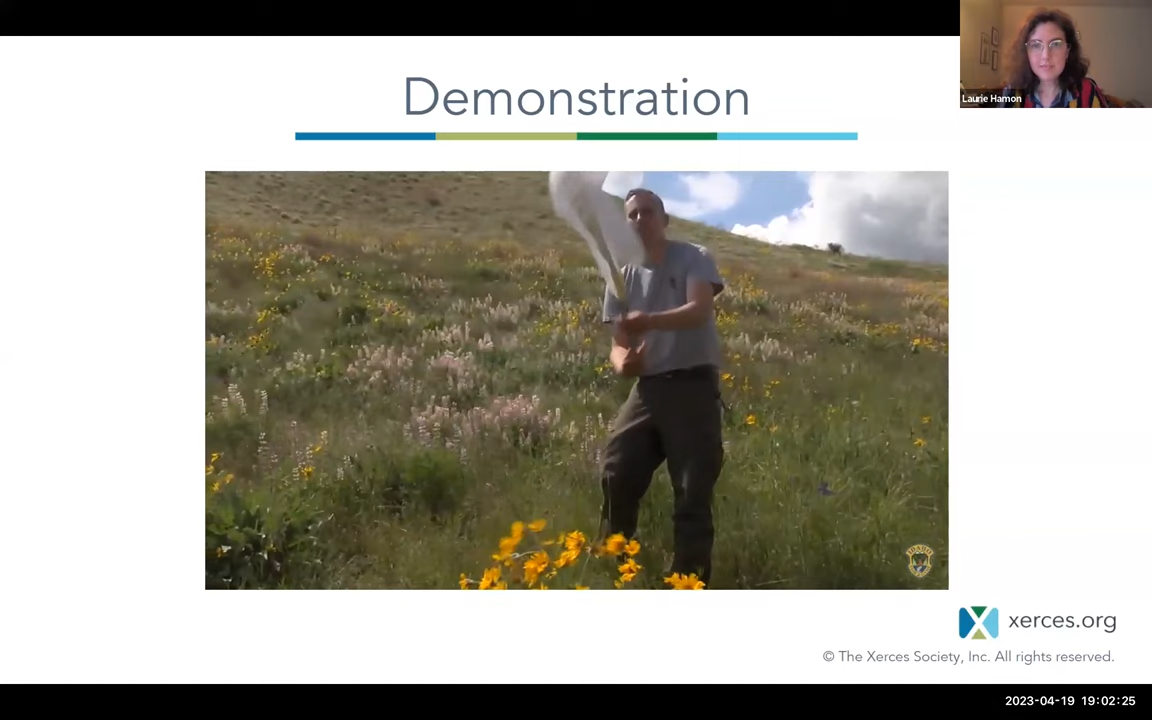 Demonstration
Laurie Hamon
xerces.org
© The Xerces Society, Inc. All rights reserved.
2023-04-19 19:02:25